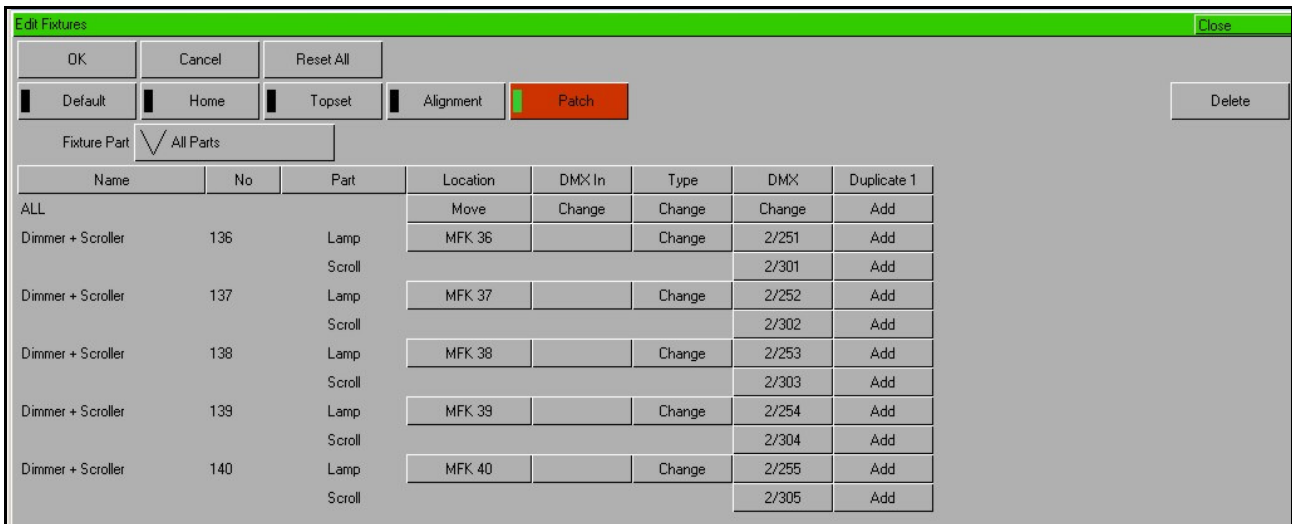 Edit Fixtures Close
OK Cancel Reset All
Default Home Topset Alignment Patch Delete
Fixture Part All Parts
Name No Part Location DMX In Type DMX Duplicate 1
ALL Move Change Change Change Add
Dimmer + Scroller 136 Lamp MFK 36 Change 2/251 Add
Scroll 2/301 Add
Dimmer + Scroller 137 Lamp MFK 37 Change 2/252 Add
Scroll 2/302 Add
Dimmer + Scroller 138 Lamp MFK 38 Change 2/253 Add
Scroll 2/303 Add
Dimmer + Scroller 139 Lamp MFK 39 Change 2/254 Add
Scroll 2/304 Add
Dimmer + Scroller 140 Lamp MFK 40 Change 2/255 Add
Scroll 2/305 Add